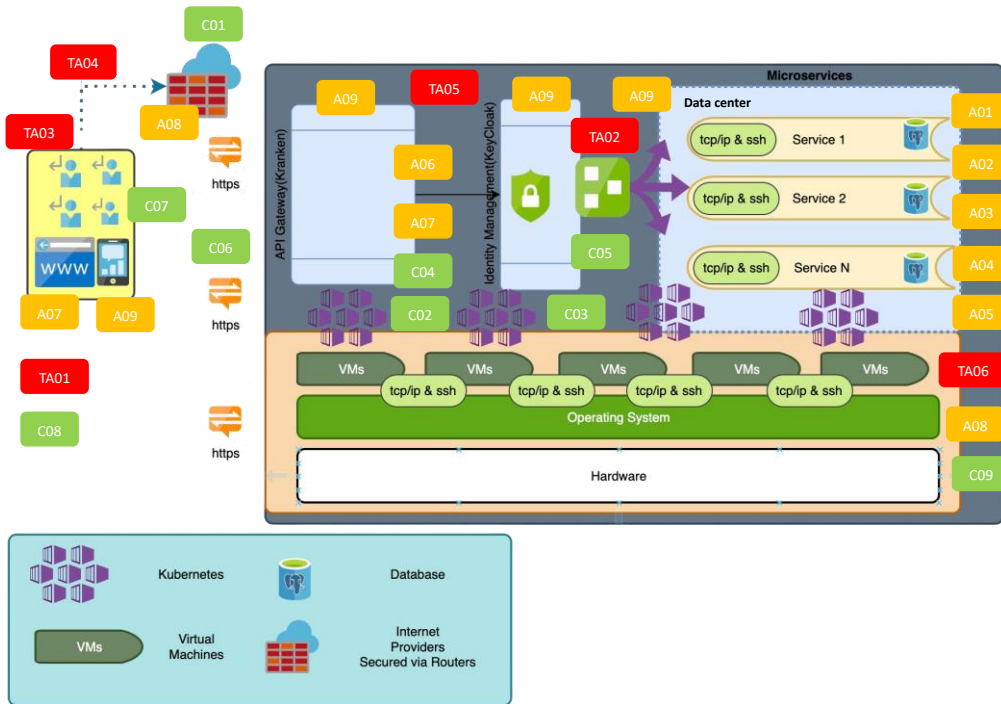 C01
TA04
A08
TA03
https
C07
C06
WWW
https
A07
A09
TA01
C08
https
Microservices
A09
TA05
A09
A09
Data center
A01
API Gateway(Kranken)
A06
A07
C04
C02
Identity Management(KeyCloak)
TA02
C05
C03
tcp/ip & ssh
Service 1
A02
tcp/ip & ssh
Service 2
A03
tcp/ip & ssh
Service N
A04
A05
VMs
VMs
VMs
VMs
VMs
TA06
tcp/ip & ssh
tcp/ip & ssh
tcp/ip & ssh
tcp/ip & ssh
Operating System
A08
Hardware
C09
Kubernetes
Database
VMs
Virtual
Machines
Internet
Providers
Secured via Routers